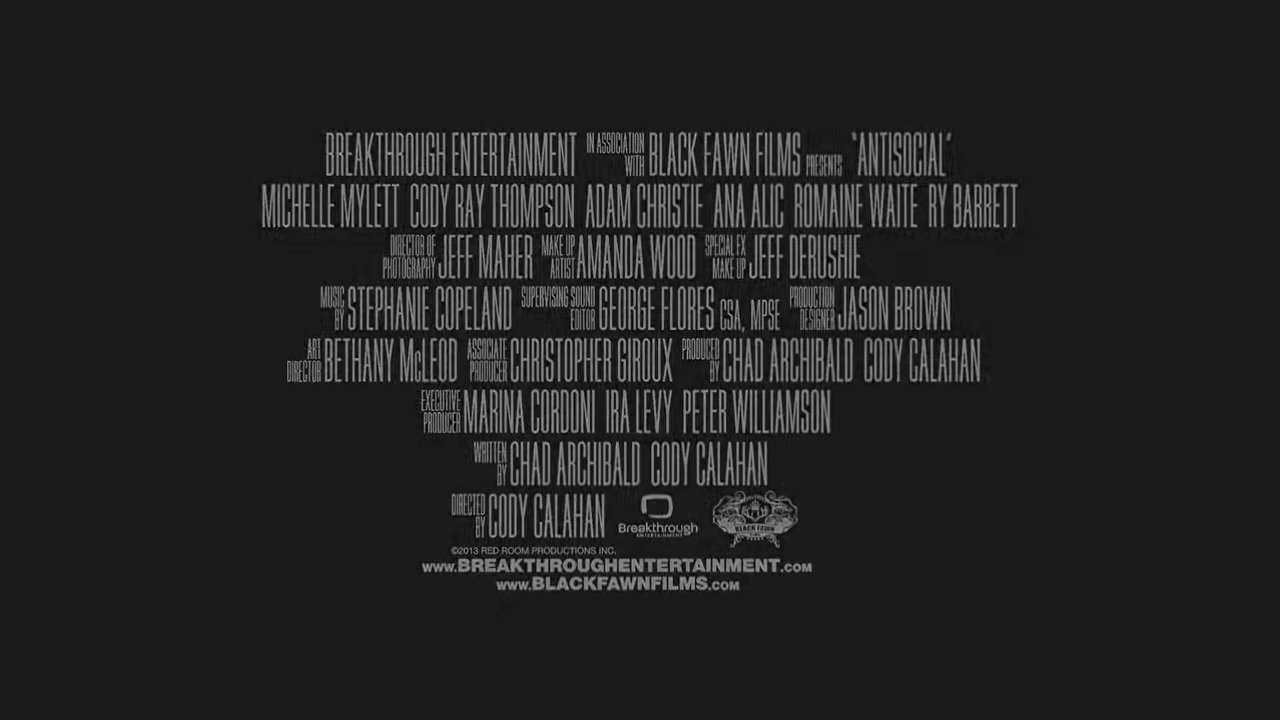 BREAKTHROUGH ENTERTAINMENT IN ASSOCIATION WITH BLACK FAWN FILMS PRESENTS "ANTISOCIAL"
MICHELLE MYLETT CODY RAY THOMPSON ADAM CHRISTIE ANA ALIC ROMAINE WAITE RY BARRETT
DIRECTOR OF PHOTOGRAPHY JEFF MAHER MAKE UP ARTIST AMANDA WOOD SPECIAL FX MAKE UP JEFF DERUSHIE
MUSIC BY STEPHANIE COPELAND SUPERVISING SOUND EDITOR GEORGE FLORES CSA, MPSE PRODUCTION DESIGNER JASON BROWN
ART DIRECTOR BETHANY McLEOD ASSOCIATE PRODUCER CHRISTOPHER GIROUX PRODUCED BY CHAD ARCHIBALD CODY CALAHAN
EXECUTIVE PRODUCER MARINA CORDONI IRA LEVY PETER WILLIAMSON
WRITTEN BY CHAD ARCHIBALD CODY CALAHAN
DIRECTED BY CODY CALAHAN Breakthrough ENTERTAINMENT BLACK FAWN
©2013 RED ROOM PRODUCTIONS INC.
www.BREAKTHROUGHENTERTAINMENT.com
www.BLACKFAWNFILMS.com